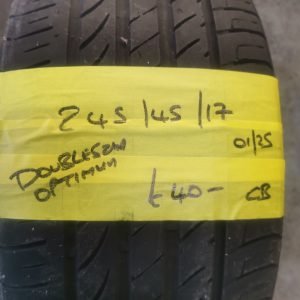 245/45/17
01/25
DOUBLESTAR
OPTIMUM
£40- CB